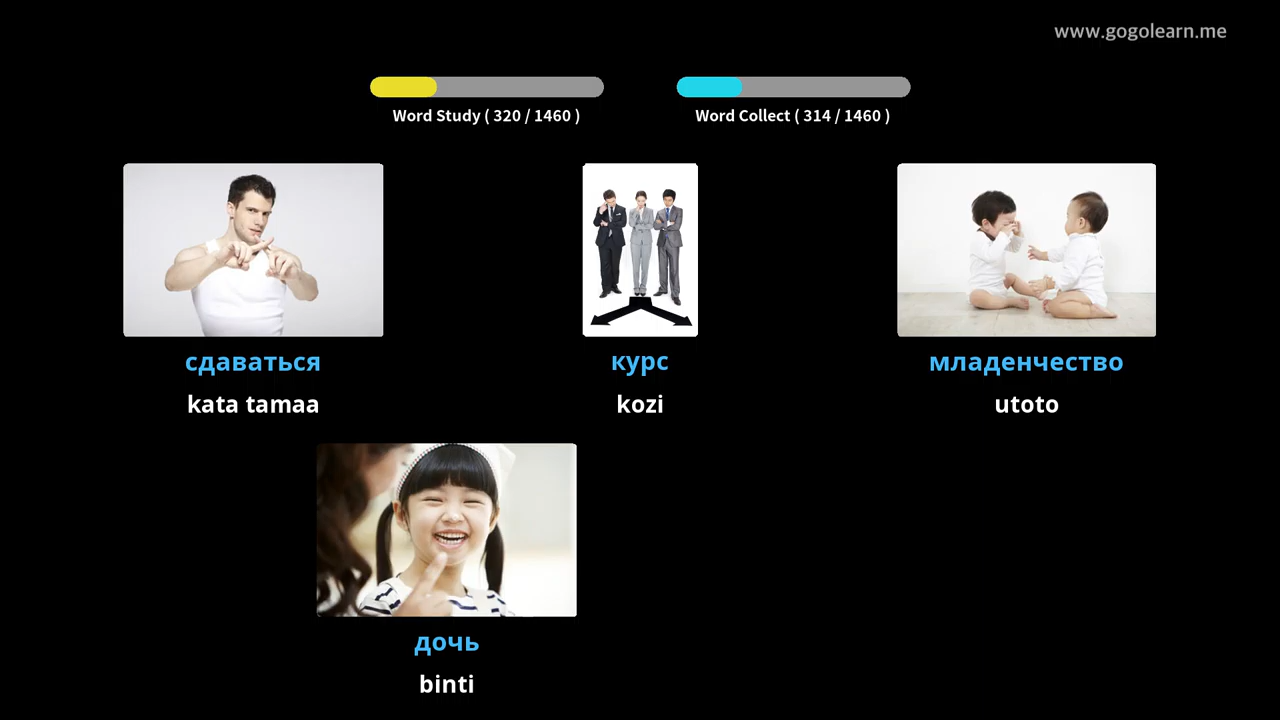 www.gogolearn.me
Word Study ( 320 / 1460 )
Word Collect ( 314 / 1460 )
сдаваться
kata tamaa
курс
kozi
младенчество
utoto
дочь
binti